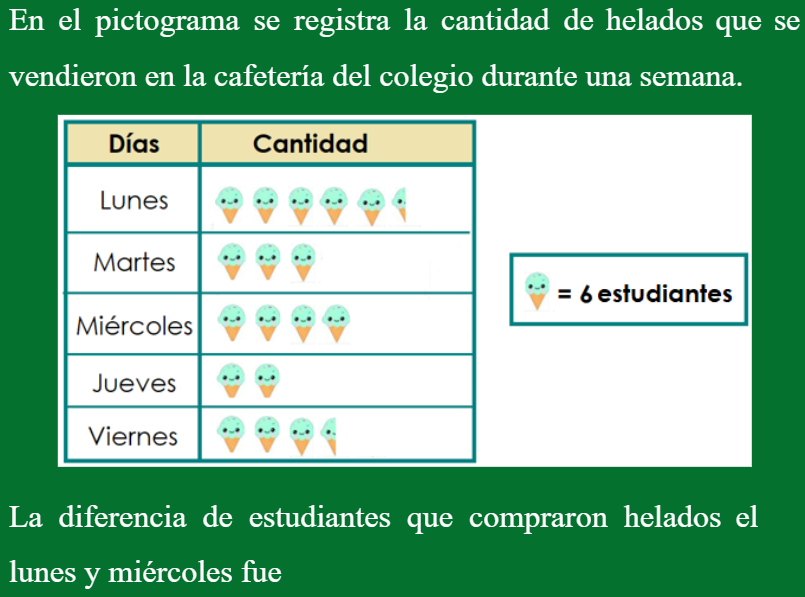 En el pictograma se registra la cantidad de helados que se
vendieron en la cafetería del colegio durante una semana.
Días Cantidad
Lunes
Martes
Miércoles
Jueves
Viernes
= 6 estudiantes
La diferencia de estudiantes que compraron helados el
lunes y miércoles fue